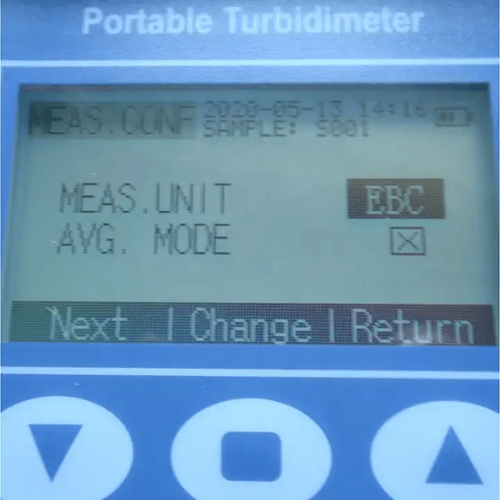 Portable Turbidimeter
MEAS.CONF 2020-05-13 14:16
SAMPLE: S001
MEAS.UNIT EBC
AVG. MODE
Next | Change | Return